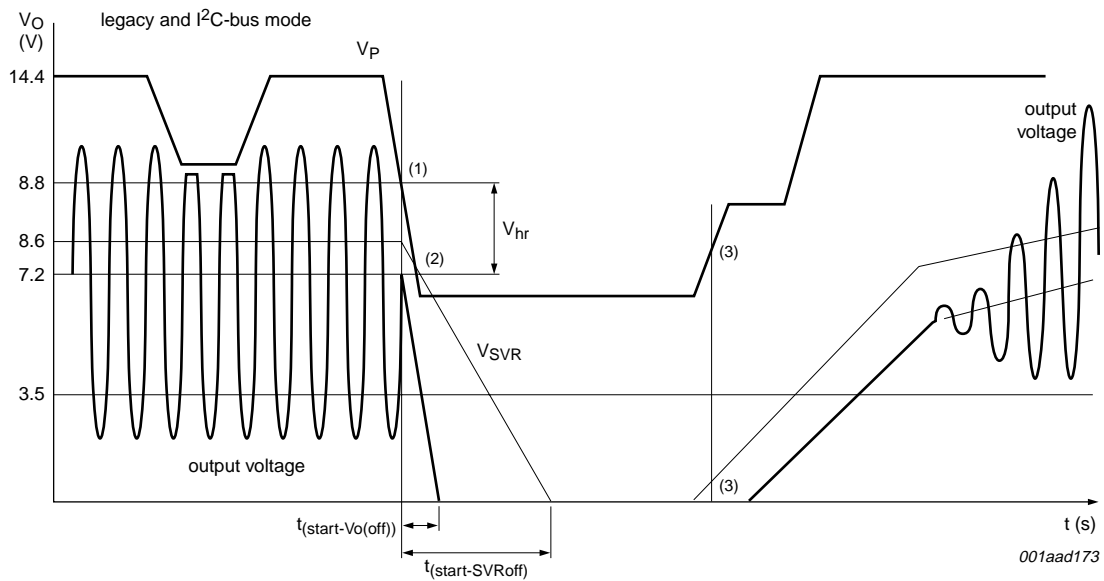 V_O
(V)
legacy and I²C-bus mode
V_P
14.4
output
voltage
(1)
8.8
V_hr
8.6
(2)
(3)
7.2
V_SVR
3.5
output voltage
(3)
t_(start-Vo(off))
t (s)
t_(start-SVRoff)
001aad173